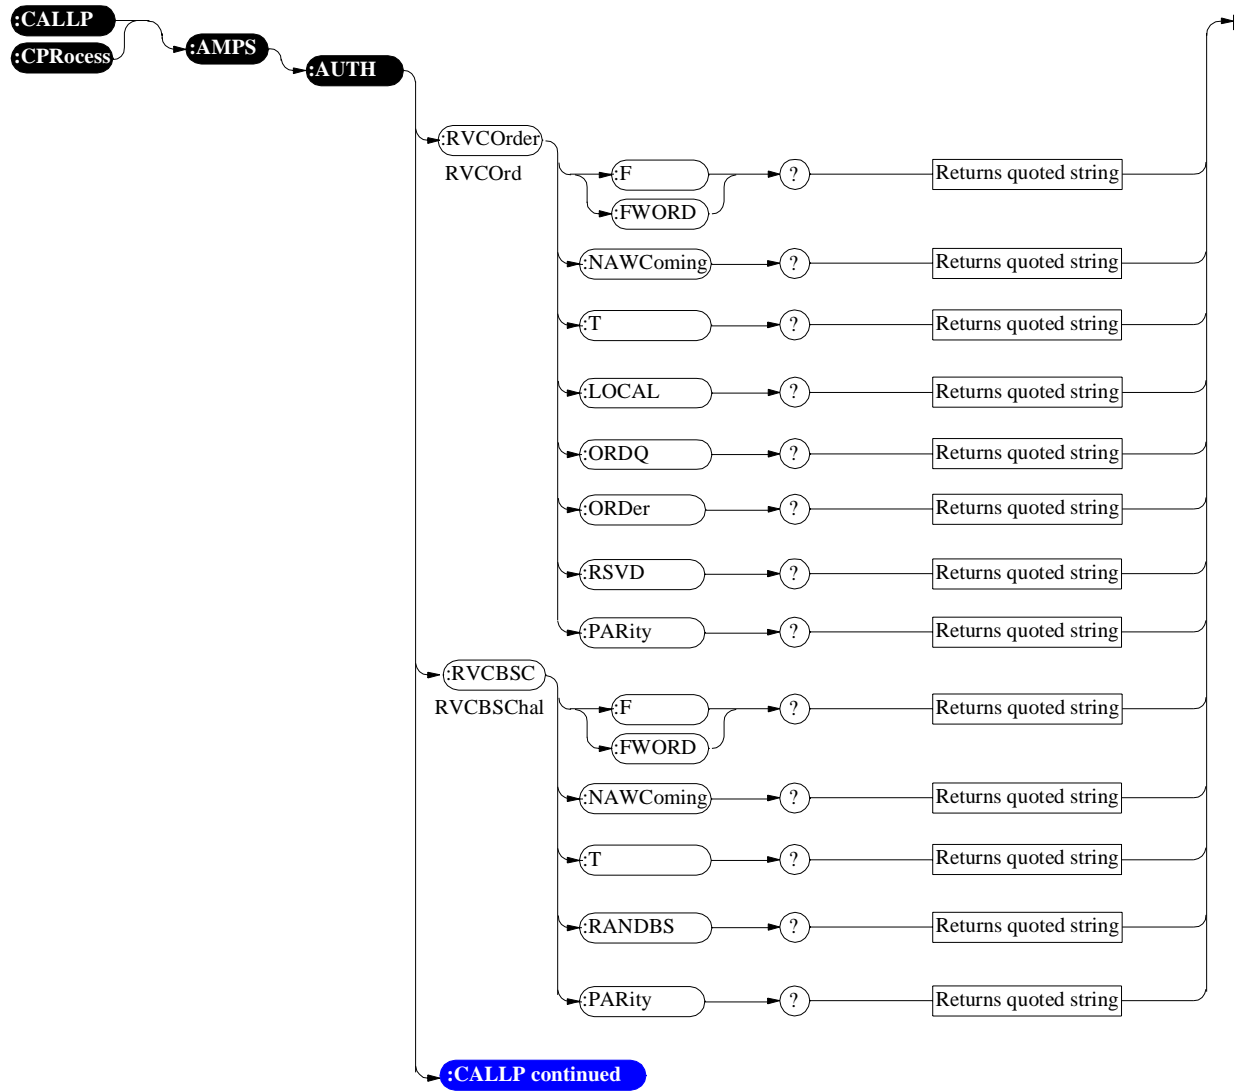 :CALLP
:CPRocess
:AMPS
:AUTH
:RVCOrder
RVCOrd
:F ? Returns quoted string
:FWORD
:NAWComing ? Returns quoted string
:T ? Returns quoted string
:LOCAL ? Returns quoted string
:ORDQ ? Returns quoted string
:ORDer ? Returns quoted string
:RSVD ? Returns quoted string
:PARity ? Returns quoted string
:RVCBSC
RVCBSChal
:F ? Returns quoted string
:FWORD
:NAWComing ? Returns quoted string
:T ? Returns quoted string
:RANDBS ? Returns quoted string
:PARity ? Returns quoted string
:CALLP continued